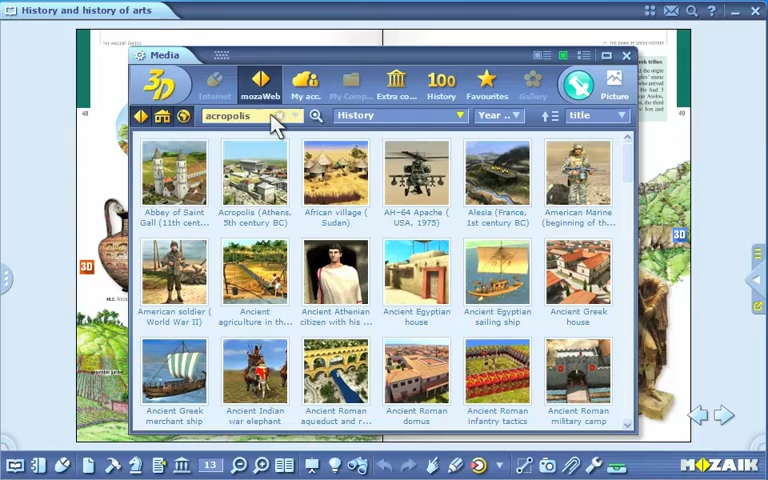 History and history of arts
THE ANCIENT GREECE
Media
3D
Internet
mozaWeb
My acc.
My Comp...
Extra co...
100
History
Favourites
Gallery
Picture
acropolis
History
Year ..
title
48
49
Abbey of Saint
Gall (11th cent...
Acropolis (Athens,
5th century BC)
African village (
Sudan)
AH-64 Apache (
USA, 1975)
Alesia (France,
1st century BC)
American Marine
(beginning of th...
American soldier (
World War II)
Ancient
agriculture in th...
Ancient Athenian
citizen with his ...
Ancient Egyptian
house
Ancient Egyptian
sailing ship
Ancient Greek
house
Ancient Greek
merchant ship
Ancient Indian
war elephant
Ancient Roman
aqueduct and r...
Ancient Roman
domus
Ancient Roman
infantry tactics
Ancient Roman
military camp
3D
3D
13
MOZAIK